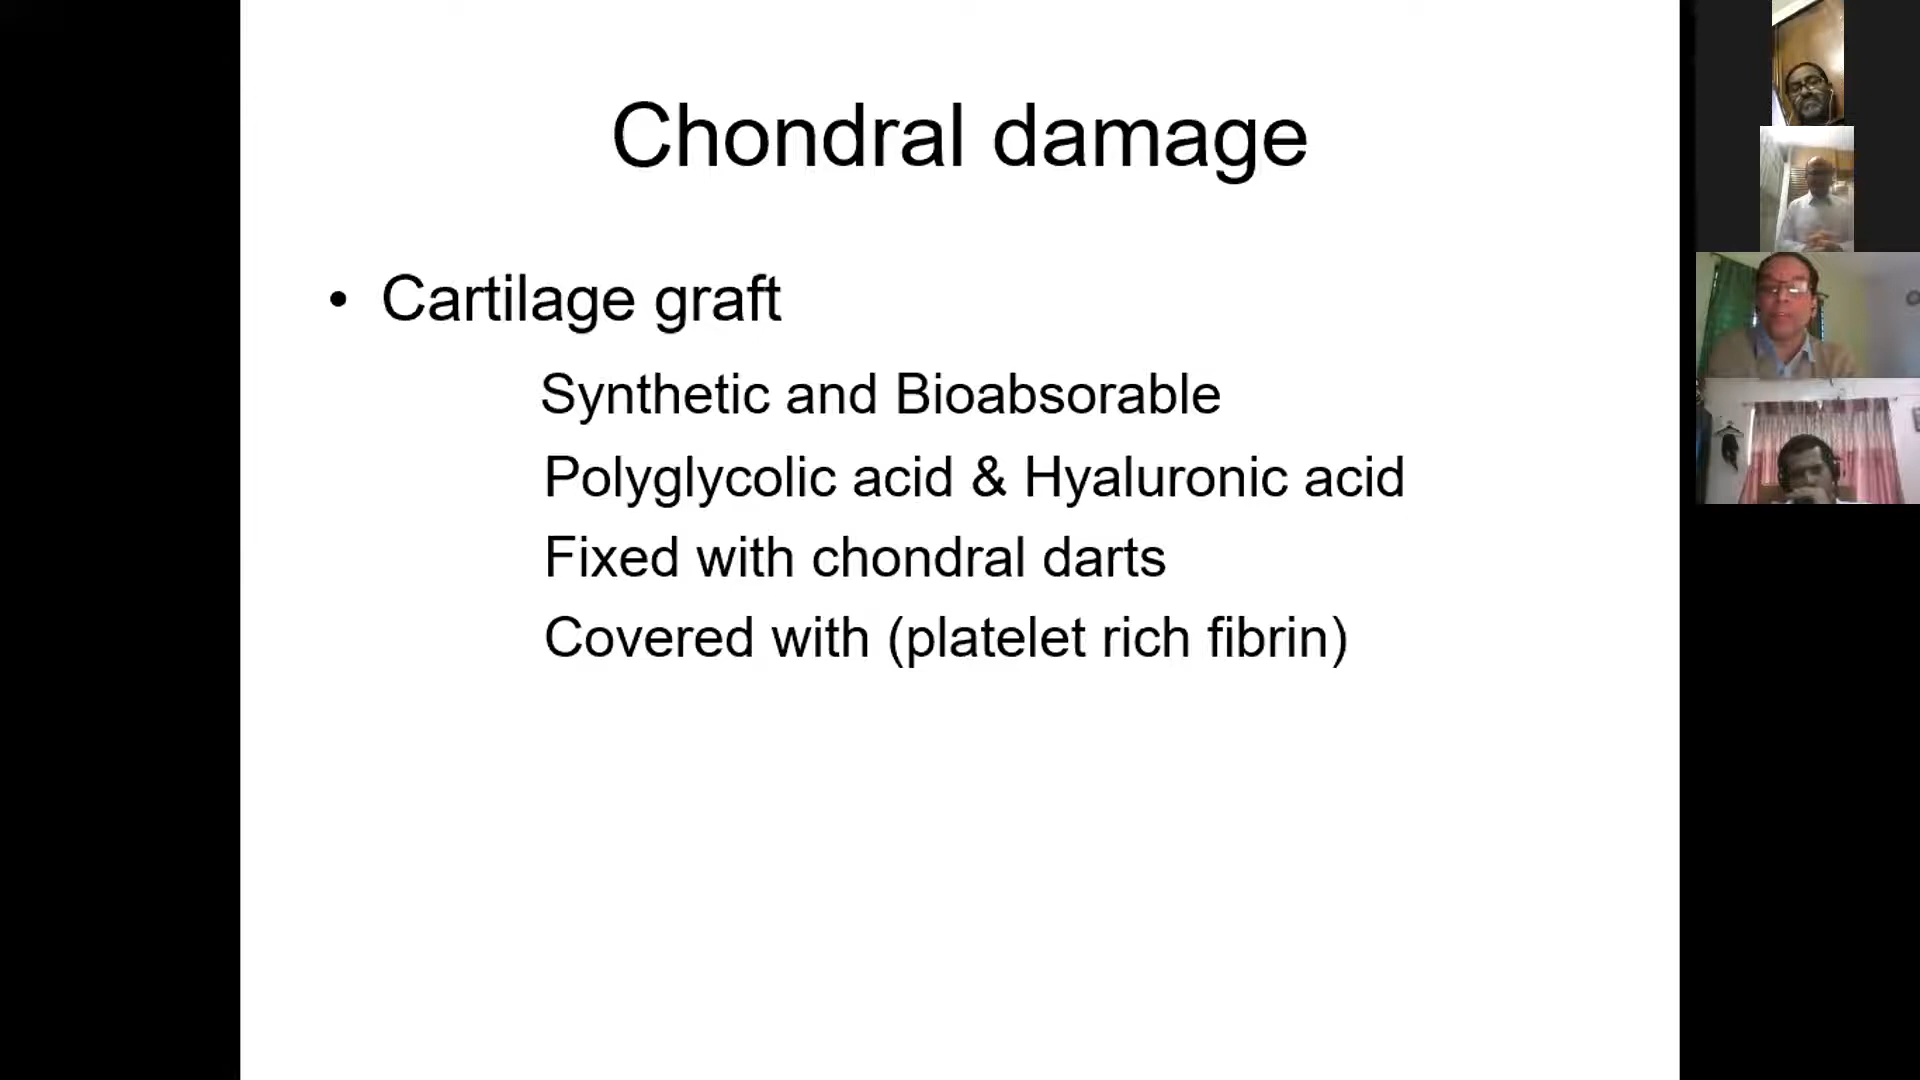 Chondral damage
• Cartilage graft
Synthetic and Bioabsorable
Polyglycolic acid & Hyaluronic acid
Fixed with chondral darts
Covered with (platelet rich fibrin)